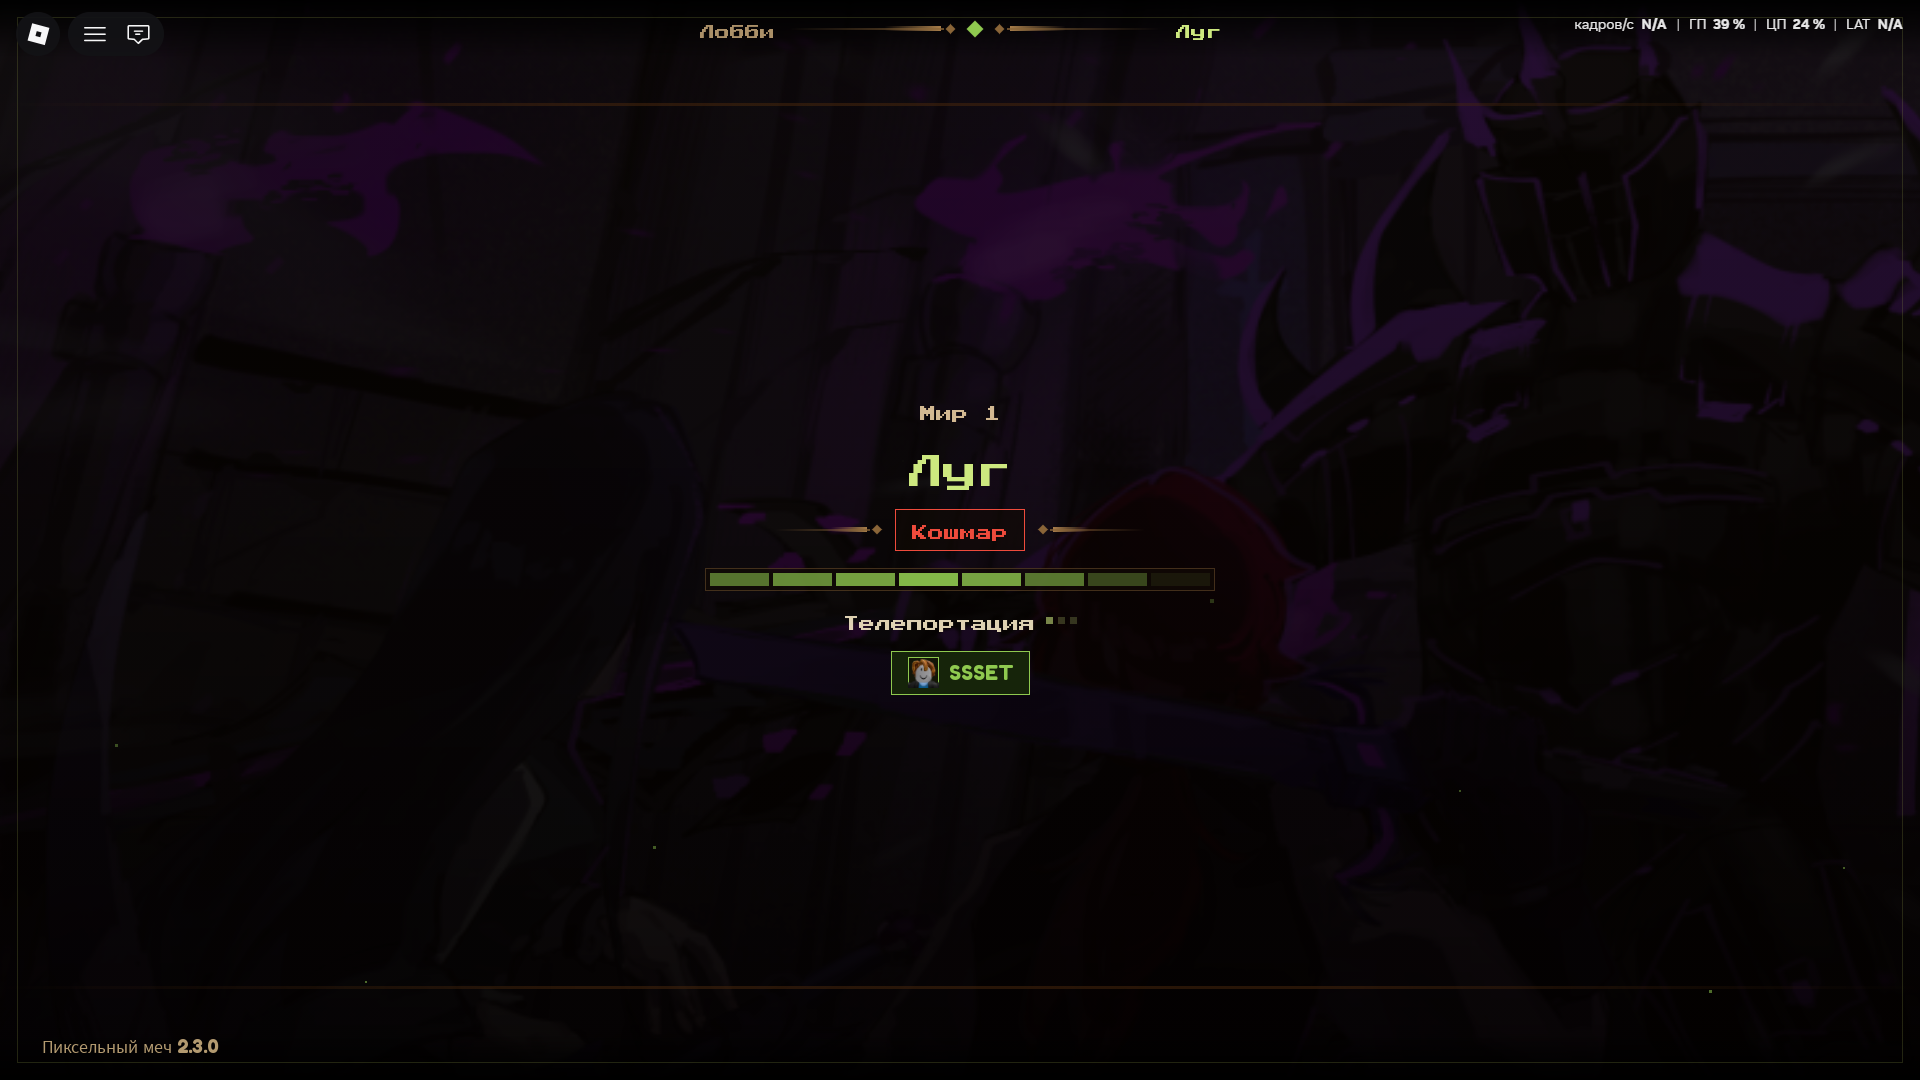 Лобби
Луг
кадров/с N/A | ГП 39 % | ЦП 24 % | LAT N/A
Мир 1
Луг
Кошмар
Телепортация
SSSET
Пиксельный меч 2.3.0